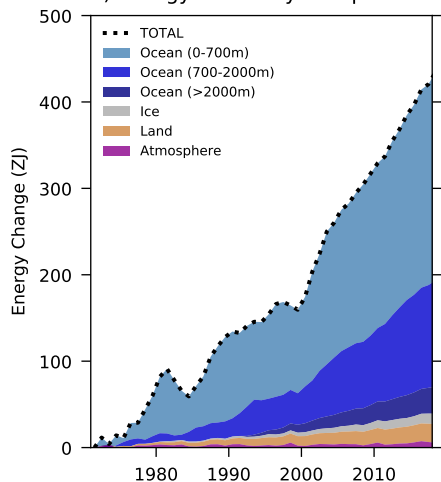 500
TOTAL
Ocean (0-700m)
Ocean (700-2000m)
Ocean (>2000m)
Ice
Land
Atmosphere
400
300
200
100
0
Energy Change (ZJ)
1980 1990 2000 2010